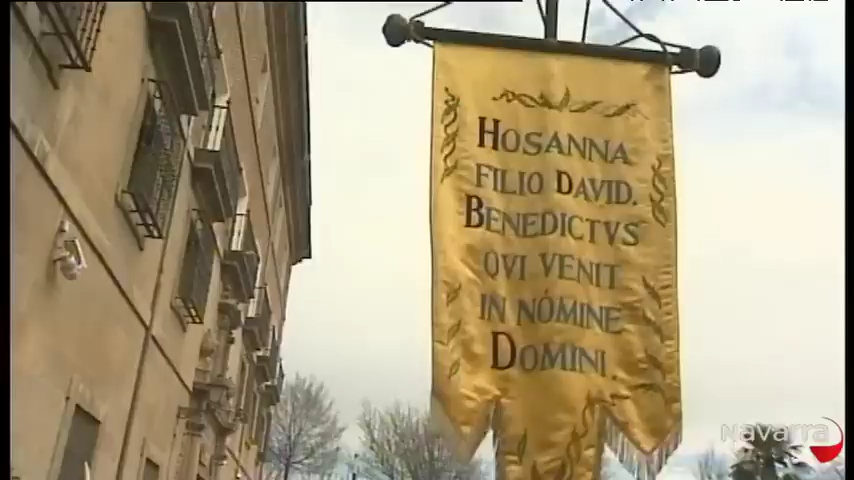 HOSANNA
FILIO DAVID.
BENEDICTVS
QVI VENIT
IN NÓMINE
DOMINI.
Navarra